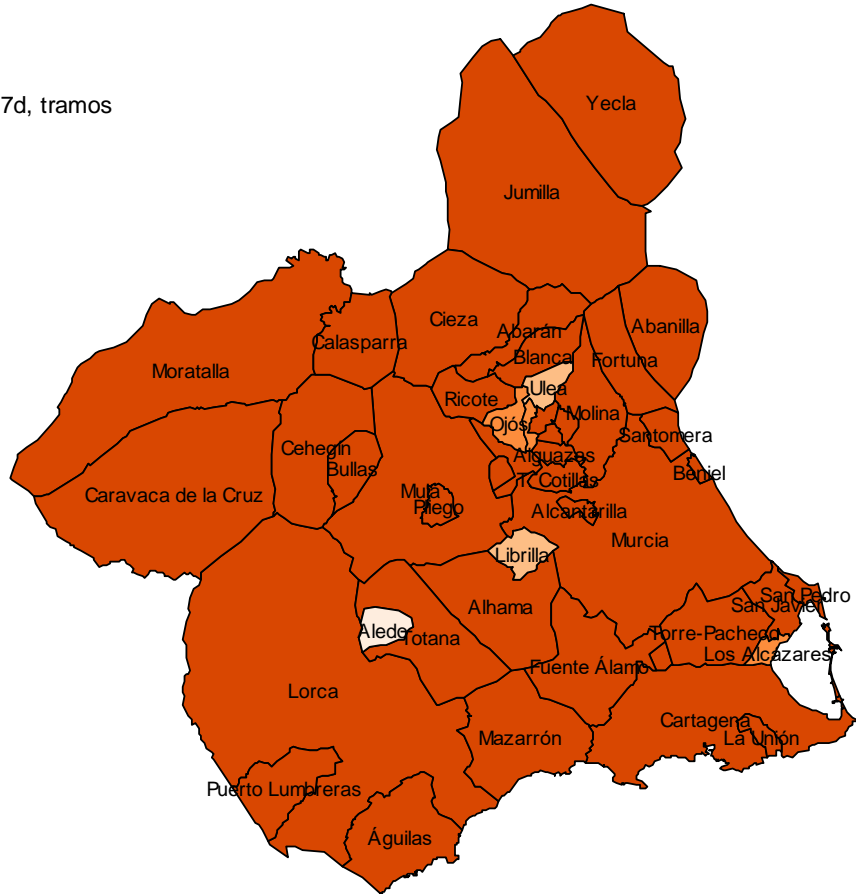 Yecla
7d, tramos
Jumilla
Cieza
Abarán
Abanilla
Calasparra
Blanca
Fortuna
Moratalla
Ulea
Ricote
Molina
Ojós
Santomera
Cehegín
Alguazas
Bullas
Beniel
T. Cotillas
Caravaca de la Cruz
Mula
Pliego
Alcantarilla
Murcia
Librilla
San Pedro
San Javier
Alhama
Aledo
Totana
Torre-Pacheco
Los Alcázares
Fuente Álamo
Lorca
Cartagena
La Unión
Mazarrón
Puerto Lumbreras
Águilas